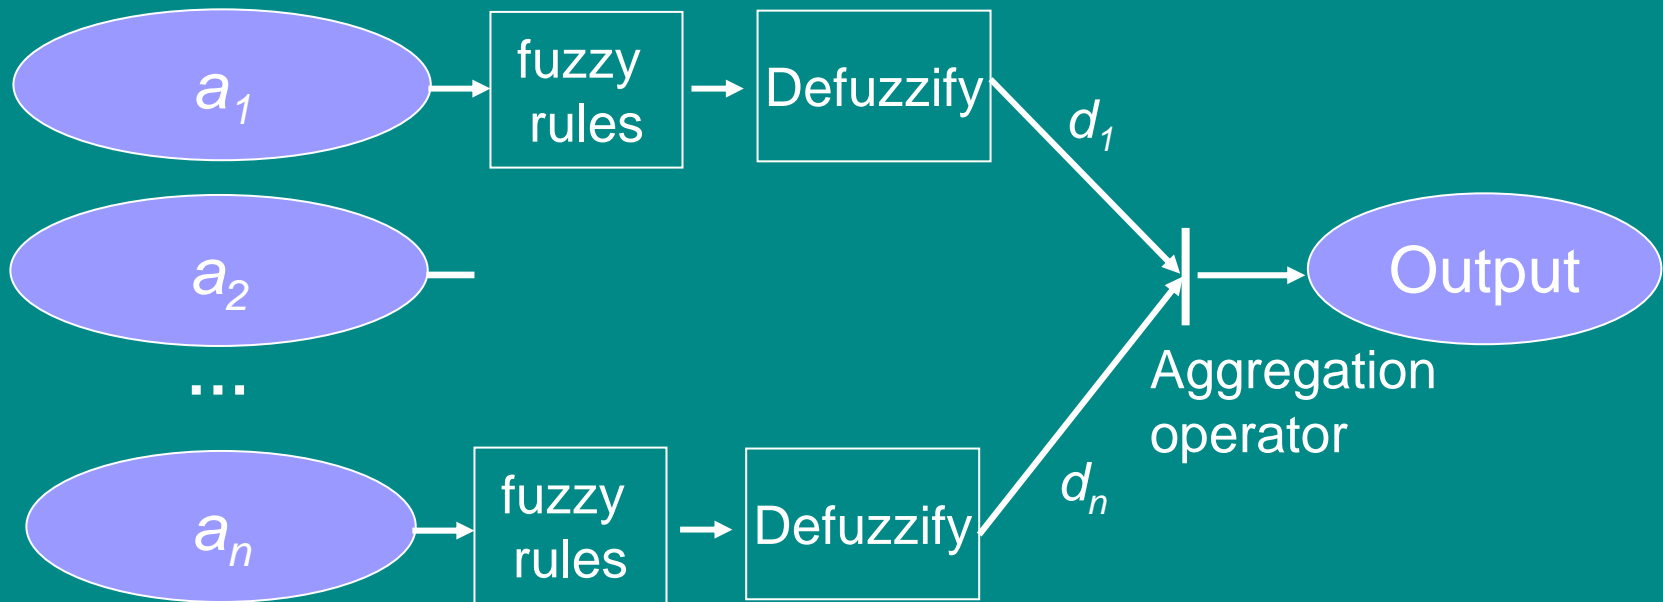 a1
fuzzy
rules
Defuzzify
d1
a2
Output
...
Aggregation
operator
an
fuzzy
rules
Defuzzify
dn